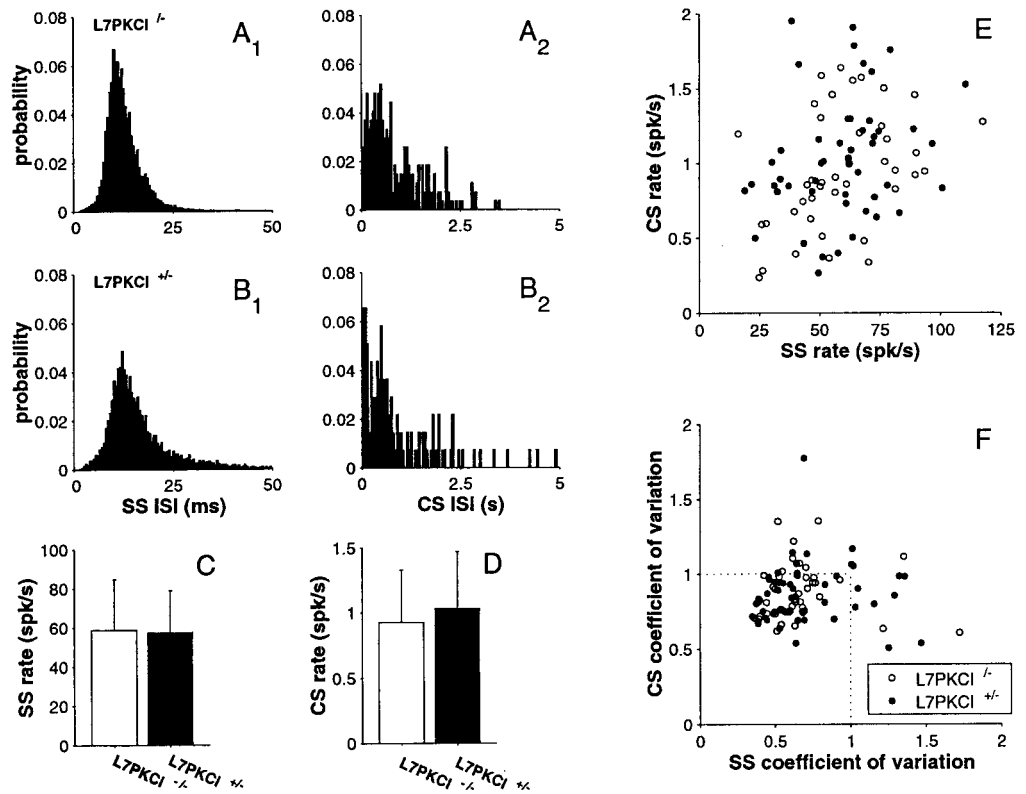 L7PKCI /-
A1
probability
0.08
0.06
0.04
0.02
0
0
25
50
A2
0.08
0.06
0.04
0.02
0
0
2.5
5
L7PKCI +/-
B1
probability
0.08
0.06
0.04
0.02
0
0
25
50
SS ISI (ms)
B2
0.08
0.06
0.04
0.02
0
0
2.5
5
CS ISI (s)
C
SS rate (spk/s)
100
80
60
40
20
0
L7PKCI -/-
L7PKCI +/-
D
CS rate (spk/s)
1.5
1
0.5
0
L7PKCI -/-
L7PKCI +/-
E
CS rate (spk/s)
2
1.5
1
0.5
0
0
25
50
75
100
125
SS rate (spk/s)
F
CS coefficient of variation
2
1.5
1
0.5
0
0
0.5
1
1.5
2
SS coefficient of variation
L7PKCI /-
L7PKCI +/-